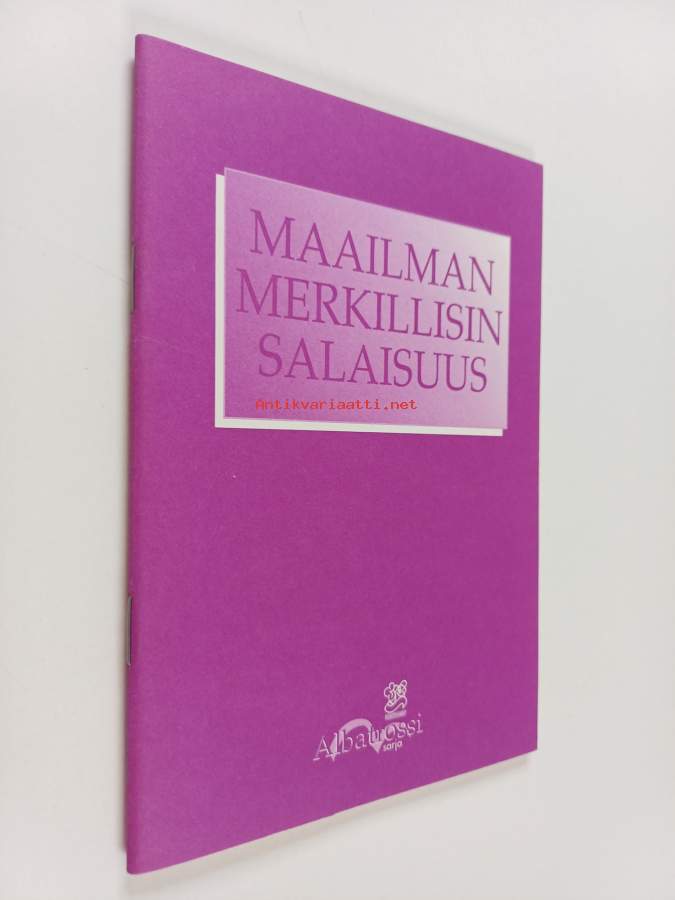 MAAILMAN
MERKILLISIN
SALAISUUS
Antikvariaatti.net
Albatrossi
sarja